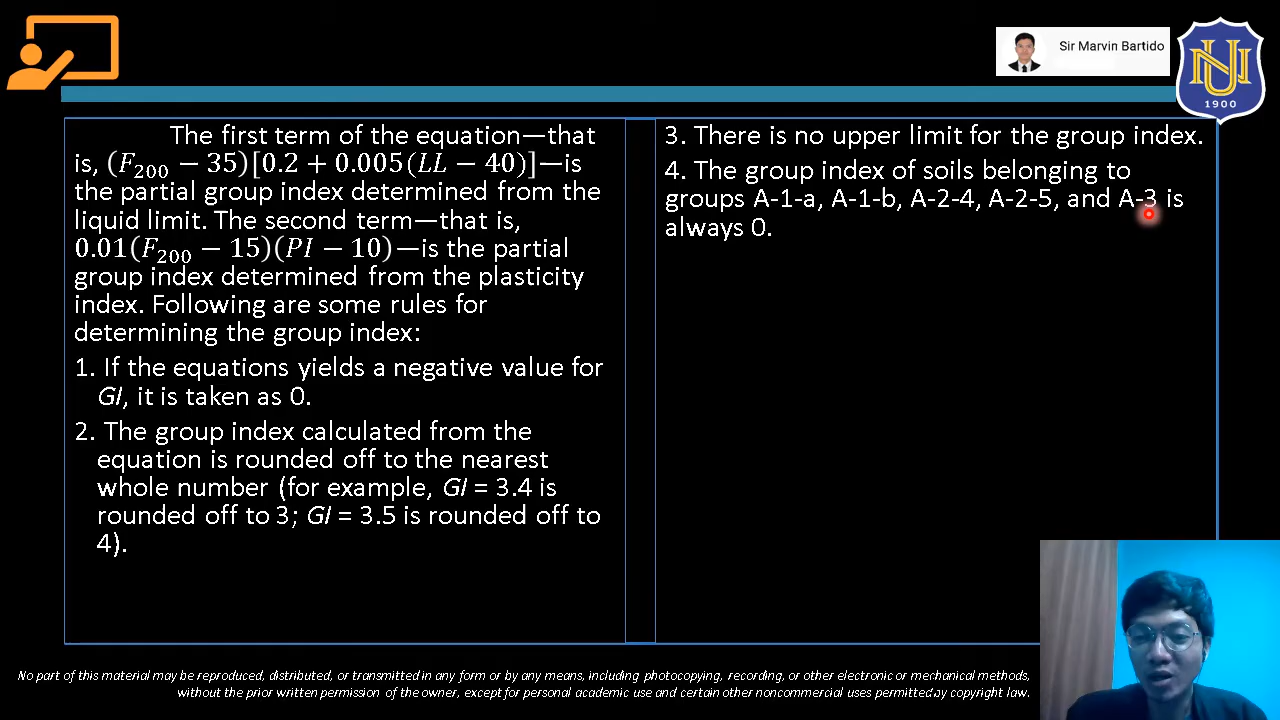 Sir Marvin Bartido
NU
1900
The first term of the equation—that
is, (F₂₀₀ − 35)[0.2 + 0.005(LL − 40)]—is
the partial group index determined from the
liquid limit. The second term—that is,
0.01(F₂₀₀ − 15)(PI − 10)—is the partial
group index determined from the plasticity
index. Following are some rules for
determining the group index:
1. If the equations yields a negative value for
GI, it is taken as 0.
2. The group index calculated from the
equation is rounded off to the nearest
whole number (for example, GI = 3.4 is
rounded off to 3; GI = 3.5 is rounded off to
4).
3. There is no upper limit for the group index.
4. The group index of soils belonging to
groups A-1-a, A-1-b, A-2-4, A-2-5, and A-3 is
always 0.
No part of this material may be reproduced, distributed, or transmitted in any form or by any means, including photocopying, recording, or other electronic or mechanical methods,
without the prior written permission of the owner, except for personal academic use and certain other noncommercial uses permitted by copyright law.